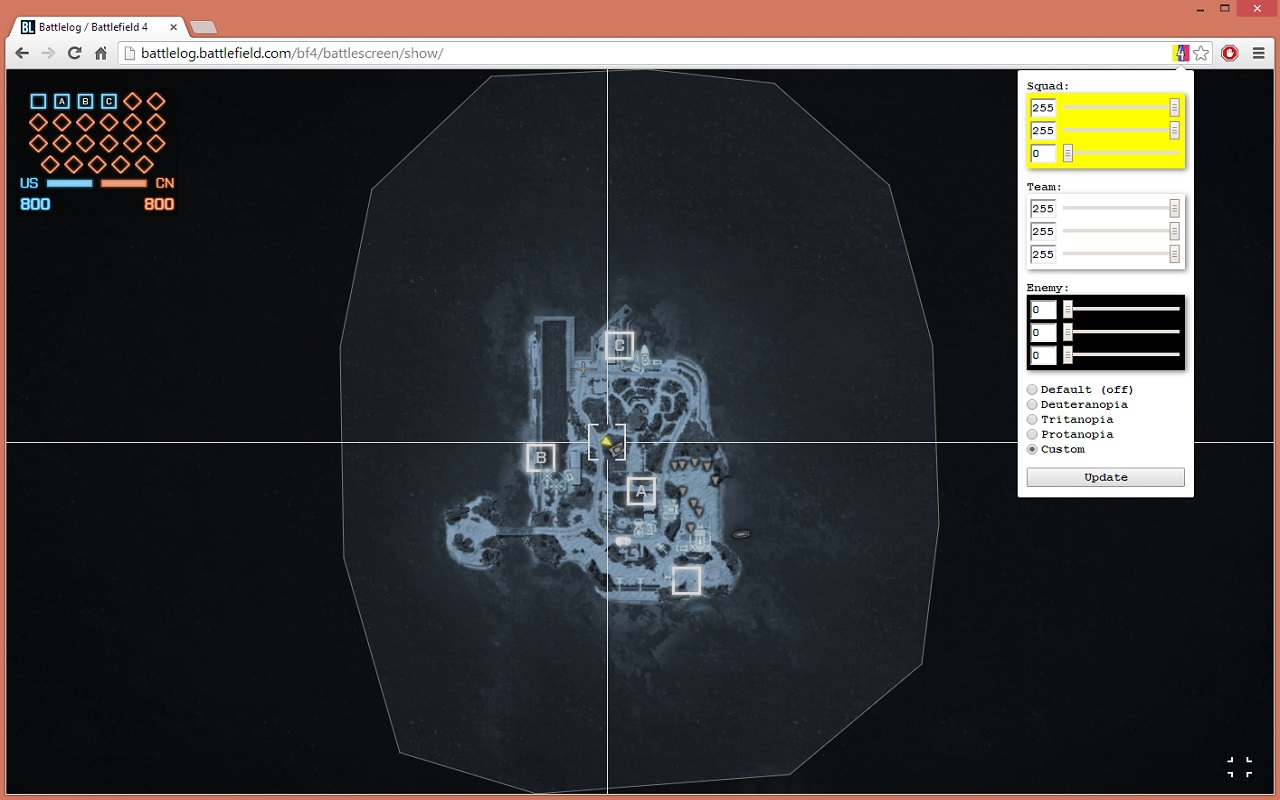 BL Battlelog / Battlefield 4
battlelog.battlefield.com/bf4/battlescreen/show/
4
A B C
US CN
800 800
C
B
A
Squad:
255
255
0
Team:
255
255
255
Enemy:
0
0
0
Default (off)
Deuteranopia
Tritanopia
Protanopia
Custom
Update